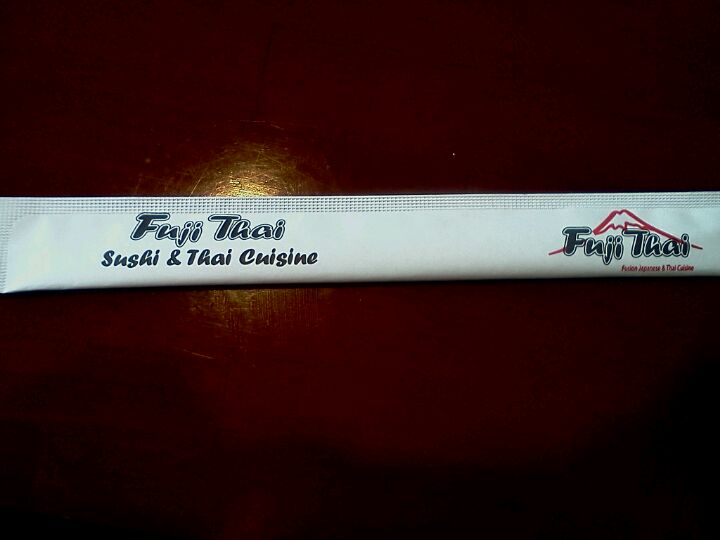 Fuji Thai
Sushi & Thai Cuisine
Fuji Thai
Fusion Japanese & Thai Cuisine